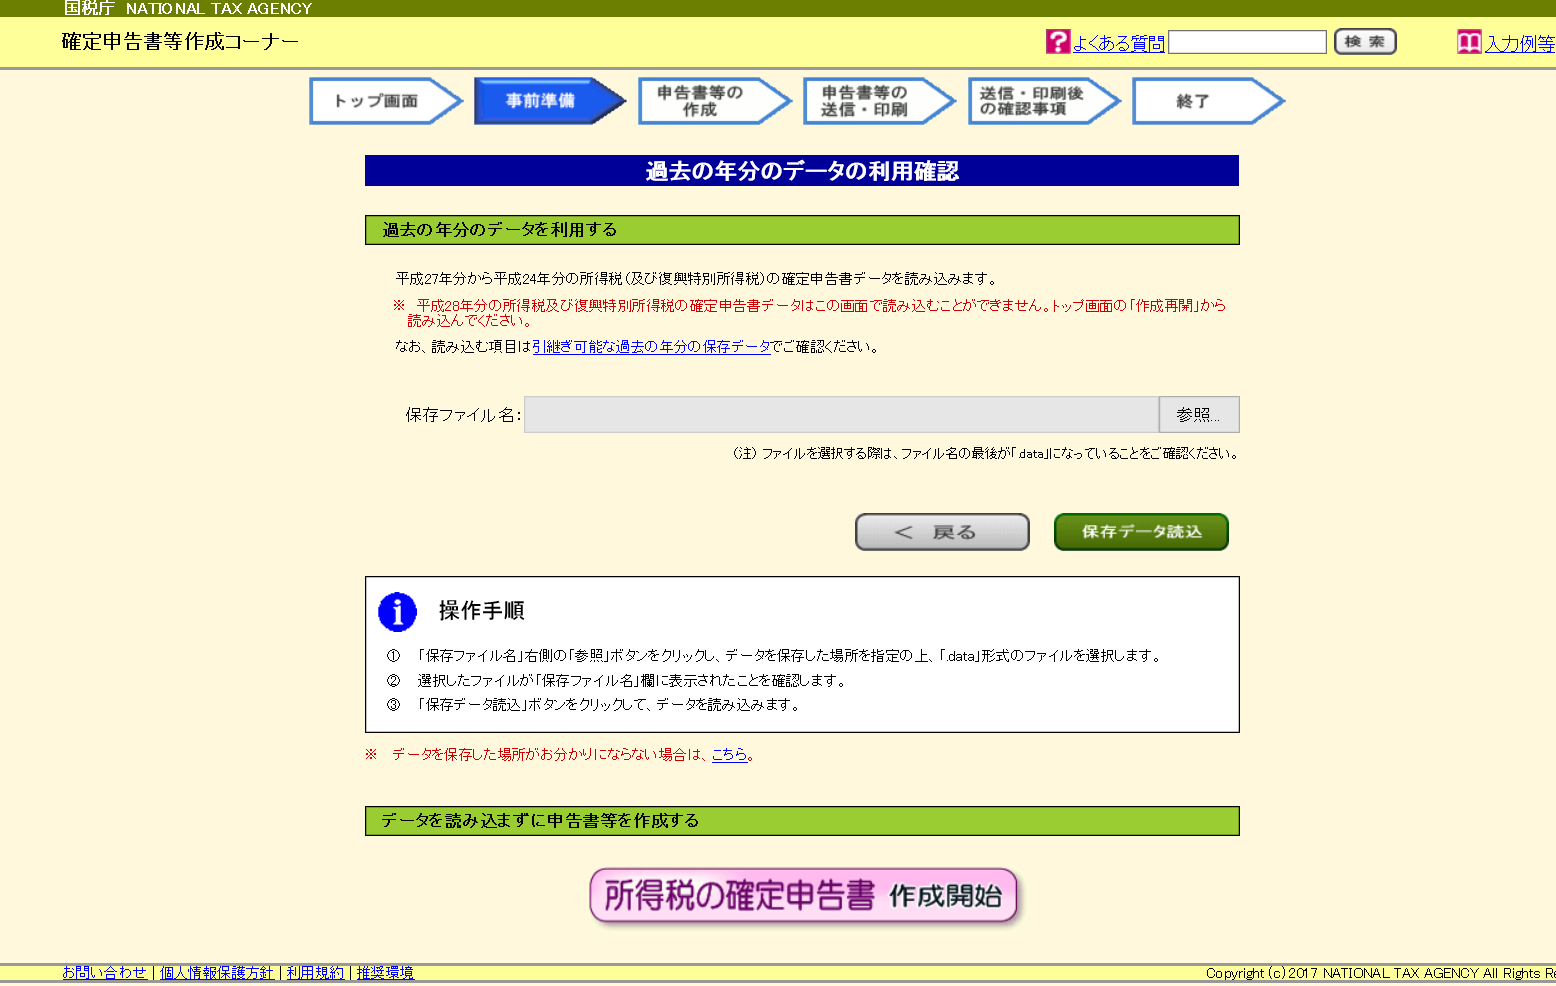 国税庁 NATIONAL TAX AGENCY
確定申告書等作成コーナー
よくある質問 検 索 入力例等
トップ画面
事前準備
申告書等の
作成
申告書等の
送信・印刷
送信・印刷後
の確認事項
終了
過去の年分のデータの利用確認
過去の年分のデータを利用する
平成27年分から平成24年分の所得税（及び復興特別所得税）の確定申告書データを読み込みます。
※ 平成28年分の所得税及び復興特別所得税の確定申告書データはこの画面で読み込むことができません。トップ画面の「作成再開」から
読み込んでください。
なお、読み込む項目は引継ぎ可能な過去の年分の保存データでご確認ください。
保存ファイル名： 参照...
（注） ファイルを選択する際は、ファイル名の最後が「.data」になっていることをご確認ください。
＜ 戻る
保存データ読込
操作手順
① 「保存ファイル名」右側の「参照」ボタンをクリックし、データを保存した場所を指定の上、「.data」形式のファイルを選択します。
② 選択したファイルが「保存ファイル名」欄に表示されたことを確認します。
③ 「保存データ読込」ボタンをクリックして、データを読み込みます。
※ データを保存した場所がお分かりにならない場合は、こちら。
データを読み込まずに申告書等を作成する
所得税の確定申告書 作成開始
お問い合わせ | 個人情報保護方針 | 利用規約 | 推奨環境
Copyright (c) 2017 NATIONAL TAX AGENCY All Rights